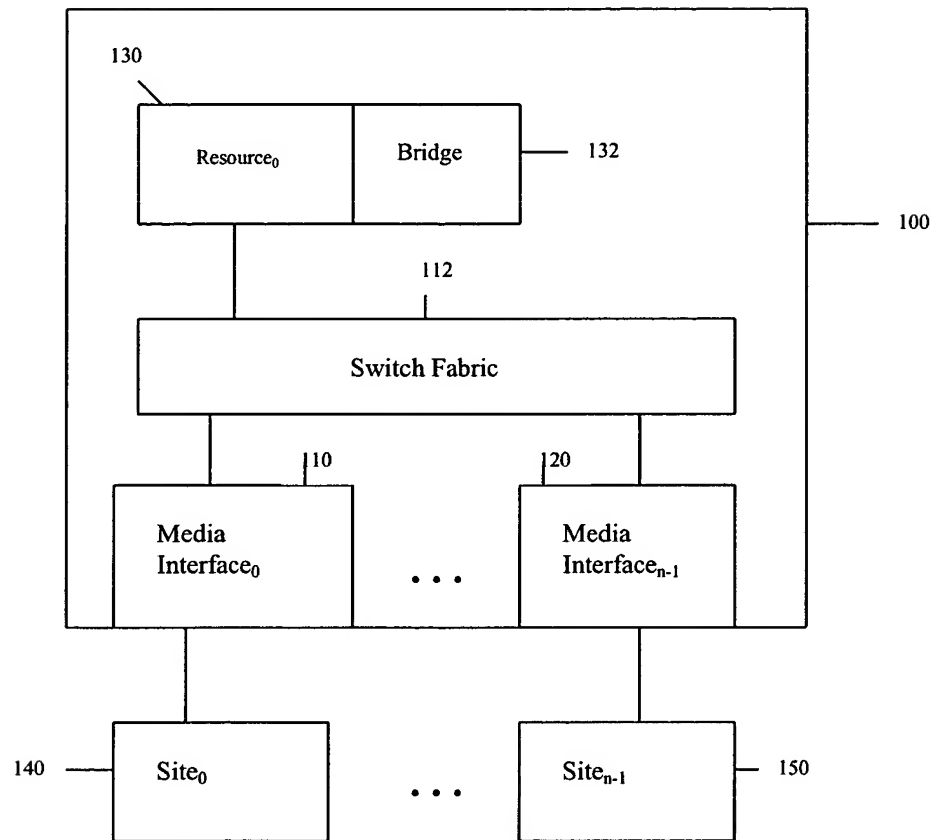 130
Resource₀
Bridge
132
100
112
Switch Fabric
110
120
Media
Interface₀
. . .
Media
Interfaceₙ₋₁
140
Site₀
. . .
Siteₙ₋₁
150